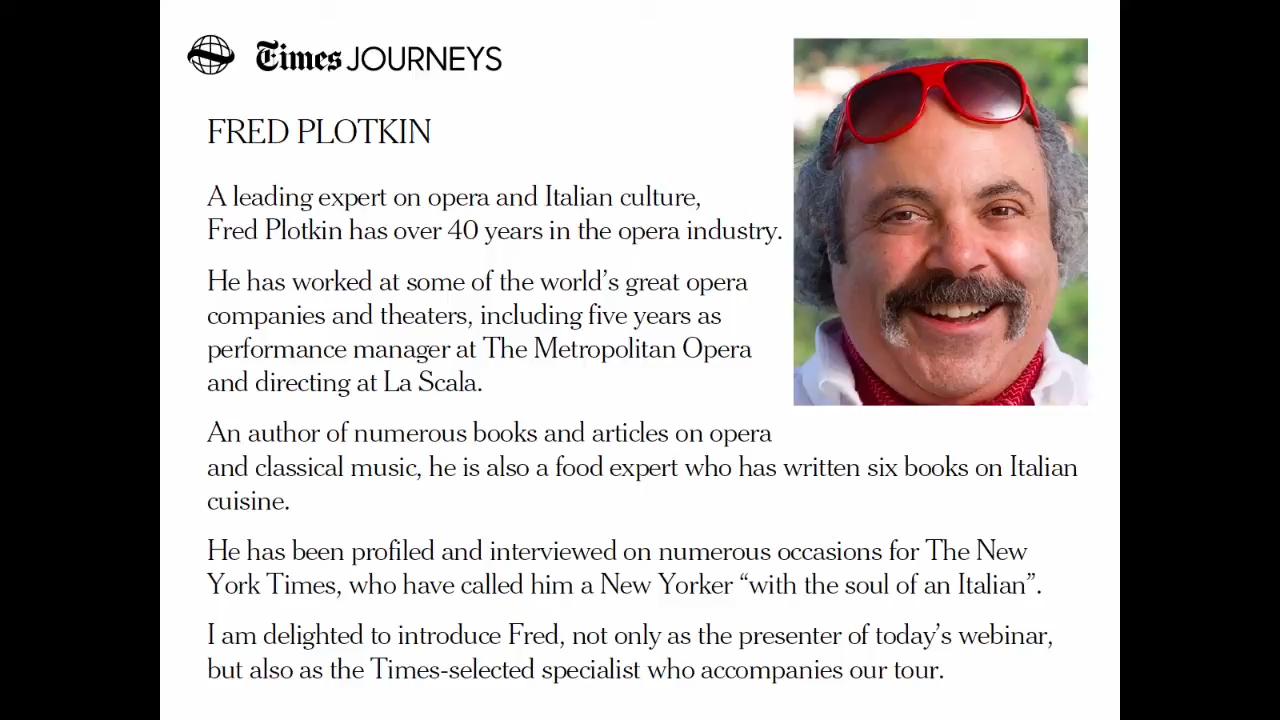 Times JOURNEYS
FRED PLOTKIN
A leading expert on opera and Italian culture,
Fred Plotkin has over 40 years in the opera industry.
He has worked at some of the world’s great opera
companies and theaters, including five years as
performance manager at The Metropolitan Opera
and directing at La Scala.
An author of numerous books and articles on opera
and classical music, he is also a food expert who has written six books on Italian
cuisine.
He has been profiled and interviewed on numerous occasions for The New
York Times, who have called him a New Yorker “with the soul of an Italian”.
I am delighted to introduce Fred, not only as the presenter of today’s webinar,
but also as the Times-selected specialist who accompanies our tour.